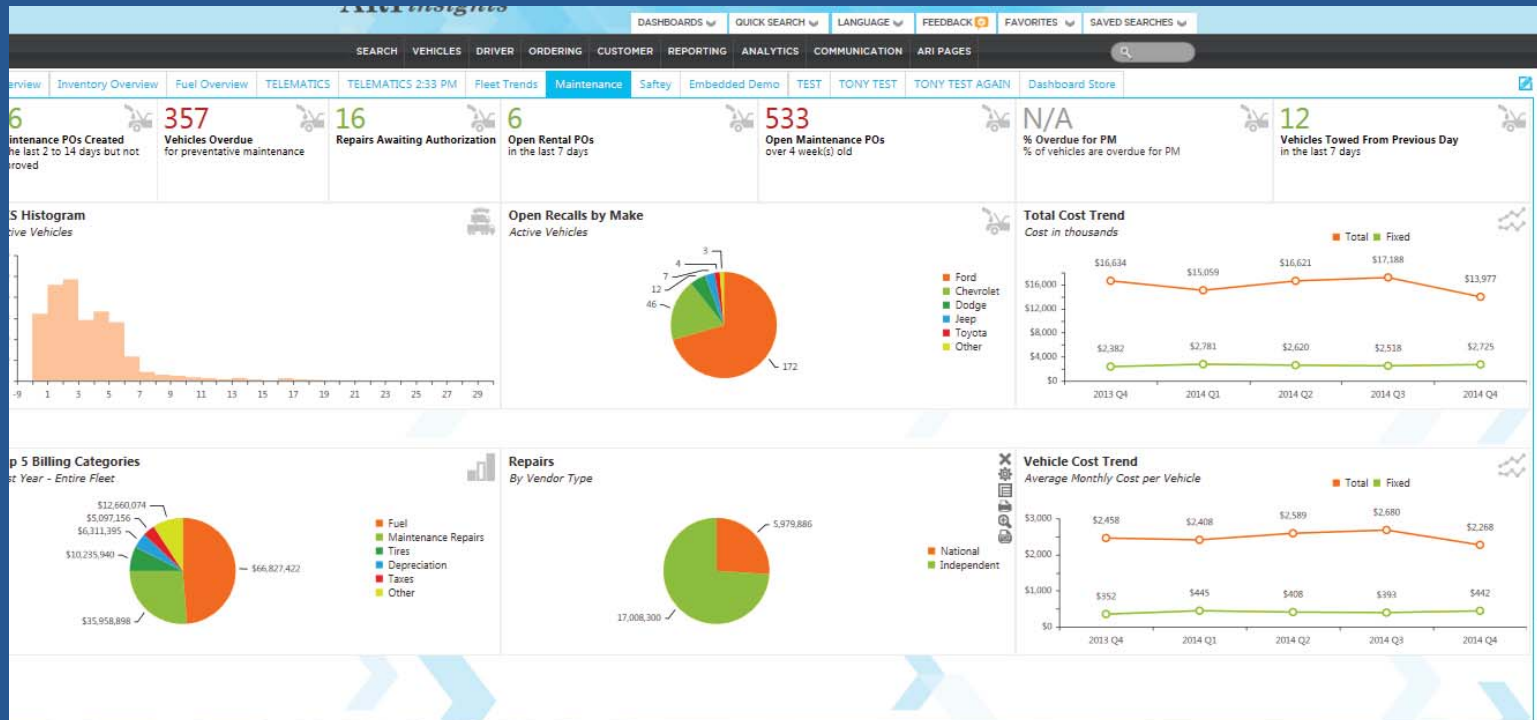 ARI insights
DASHBOARDS QUICK SEARCH LANGUAGE FEEDBACK FAVORITES SAVED SEARCHES
SEARCH VEHICLES DRIVER ORDERING CUSTOMER REPORTING ANALYTICS COMMUNICATION ARI PAGES
erview Inventory Overview Fuel Overview TELEMATICS TELEMATICS 2:33 PM Fleet Trends Maintenance Saftey Embedded Demo TEST TONY TEST TONY TEST AGAIN Dashboard Store
6
intenance POs Created
he last 2 to 14 days but not
roved
357
Vehicles Overdue
for preventative maintenance
16
Repairs Awaiting Authorization
6
Open Rental POs
in the last 7 days
533
Open Maintenance POs
over 4 week(s) old
N/A
% Overdue for PM
% of vehicles are overdue for PM
12
Vehicles Towed From Previous Day
in the last 7 days
S Histogram
tive Vehicles
-9 1 3 5 7 9 11 13 15 17 19 21 23 25 27 29
Open Recalls by Make
Active Vehicles
3
4
7
12
46
172
Ford
Chevrolet
Dodge
Jeep
Toyota
Other
Total Cost Trend
Cost in thousands
Total Fixed
$16,634 $15,059 $16,621 $17,188 $13,977
$16,000
$12,000
$8,000
$4,000
$0
$2,382 $2,781 $2,620 $2,518 $2,725
2013 Q4 2014 Q1 2014 Q2 2014 Q3 2014 Q4
p 5 Billing Categories
st Year - Entire Fleet
$12,660,074
$5,097,156
$6,311,395
$10,235,940
$66,827,422
$35,958,898
Fuel
Maintenance Repairs
Tires
Depreciation
Taxes
Other
Repairs
By Vendor Type
5,979,886
17,008,300
National
Independent
Vehicle Cost Trend
Average Monthly Cost per Vehicle
Total Fixed
$3,000
$2,000
$1,000
$0
$2,458 $2,408 $2,589 $2,680 $2,268
$352 $445 $408 $393 $442
2013 Q4 2014 Q1 2014 Q2 2014 Q3 2014 Q4